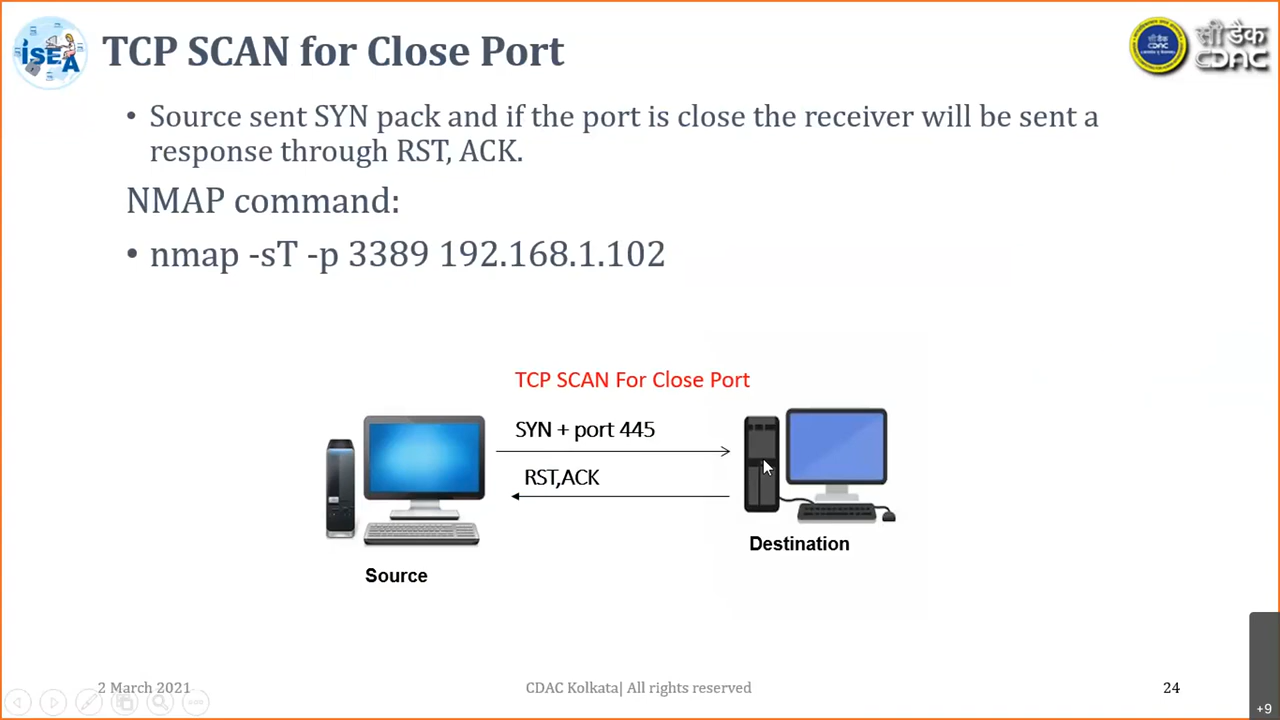 ISEA
TCP SCAN for Close Port
सी डैक
CDAC
• Source sent SYN pack and if the port is close the receiver will be sent a
response through RST, ACK.
NMAP command:
• nmap -sT -p 3389 192.168.1.102
TCP SCAN For Close Port
SYN + port 445
RST,ACK
Destination
Source
2 March 2021
CDAC Kolkata| All rights reserved
24
+9